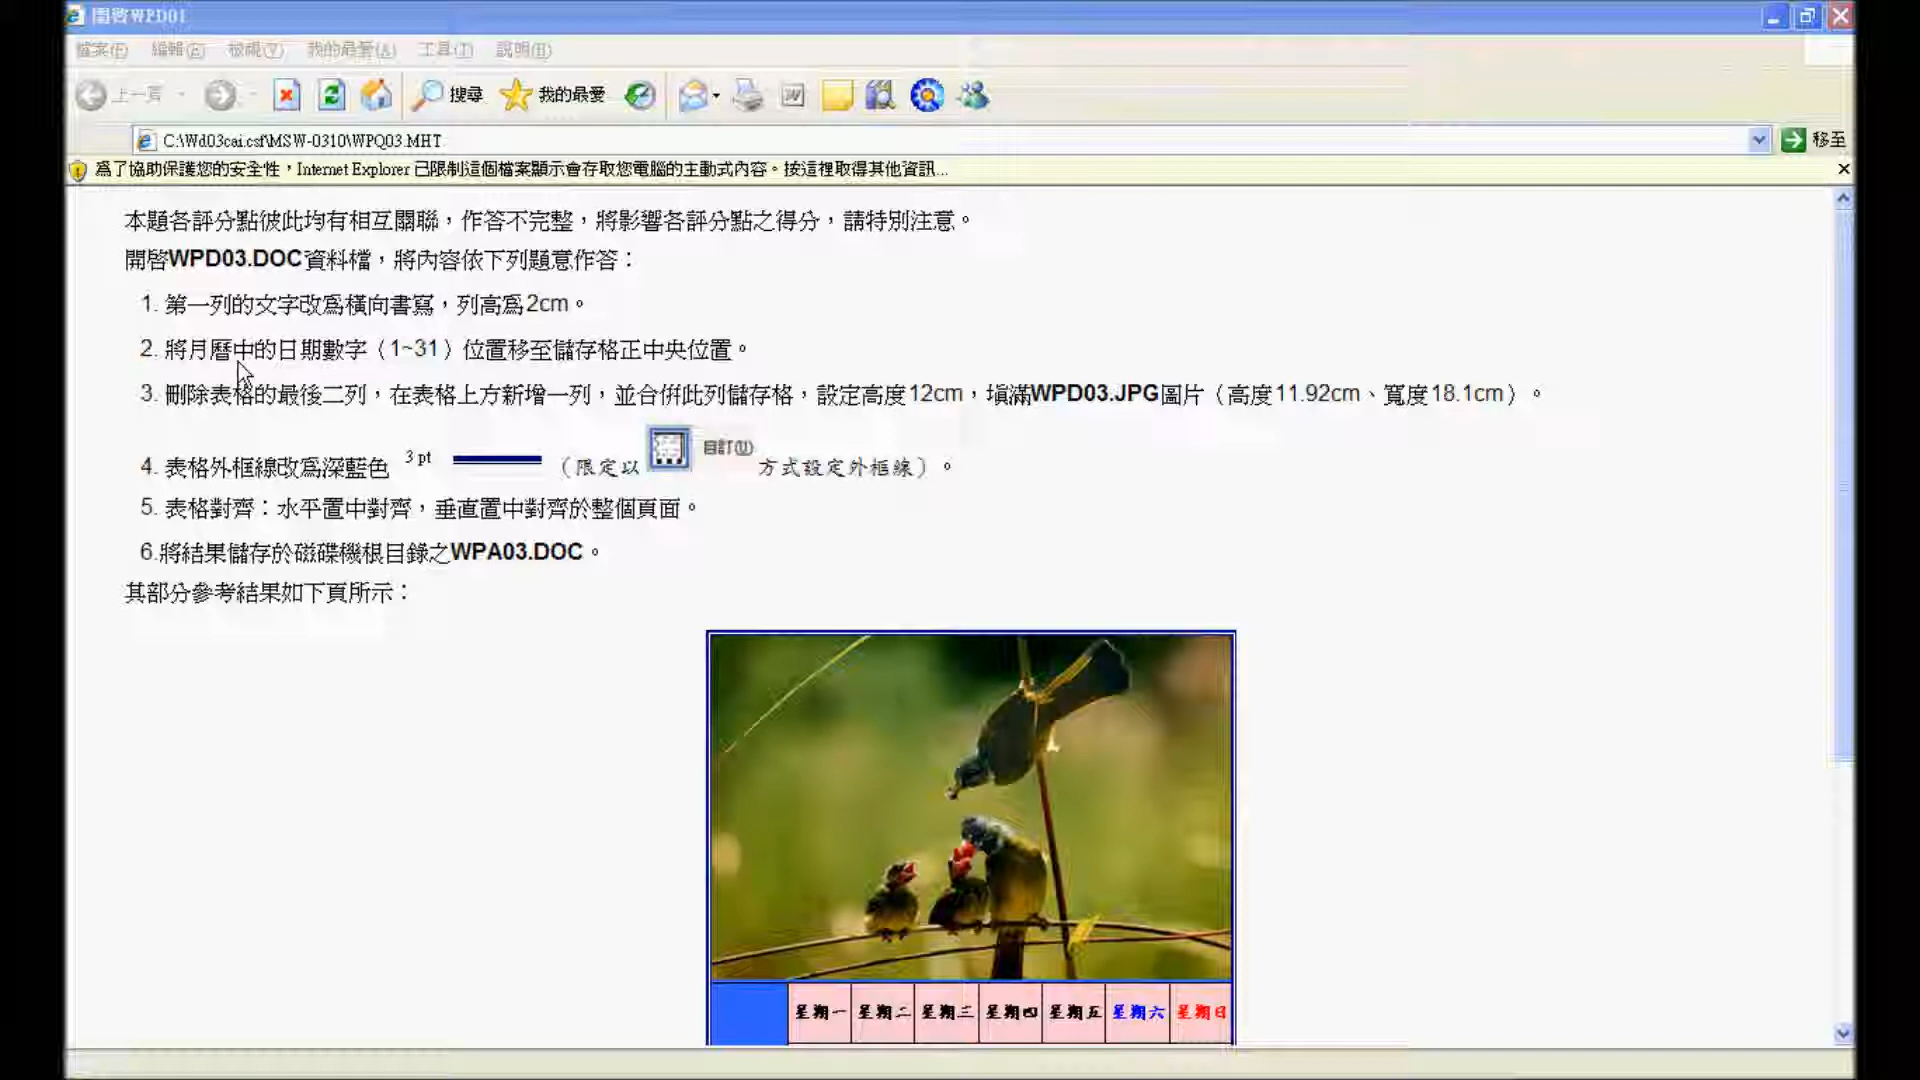 開啓WPD01
檔案(F) 編輯(E) 檢視(V) 我的最愛(A) 工具(T) 說明(H)
上一頁 搜尋 我的最愛
C:\Wd03cai.csf\MSW-0310\WPQ03.MHT 移至
為了協助保護您的安全性，Internet Explorer 已限制這個檔案顯示會存取您電腦的主動式內容。按這裡取得其他資訊...
本題各評分點彼此均有相互關聯，作答不完整，將影響各評分點之得分，請特別注意。
開啓WPD03.DOC資料檔，將內容依下列題意作答：
1. 第一列的文字改為橫向書寫，列高為2cm。
2. 將月曆中的日期數字（1~31）位置移至儲存格正中央位置。
3. 刪除表格的最後二列，在表格上方新增一列，並合併此列儲存格，設定高度12cm，填滿WPD03.JPG圖片（高度11.92cm、寬度18.1cm）。
4. 表格外框線改為深藍色 3 pt （限定以 自訂(U) 方式設定外框線）。
5. 表格對齊：水平置中對齊，垂直置中對齊於整個頁面。
6.將結果儲存於磁碟機根目錄之WPA03.DOC。
其部分參考結果如下頁所示：
星期一 星期二 星期三 星期四 星期五 星期六 星期日